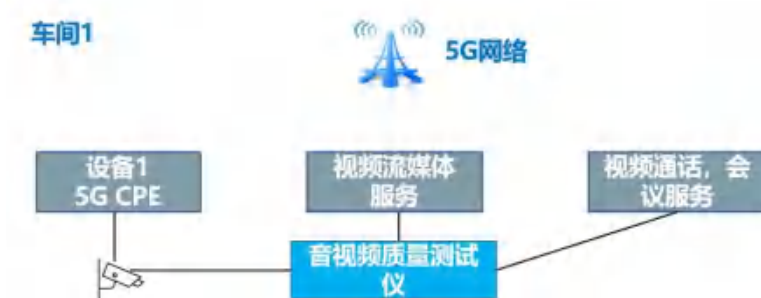 车间1
5G网络
设备1
5G CPE
视频流媒体
服务
视频通话，会
议服务
音视频质量测试
仪